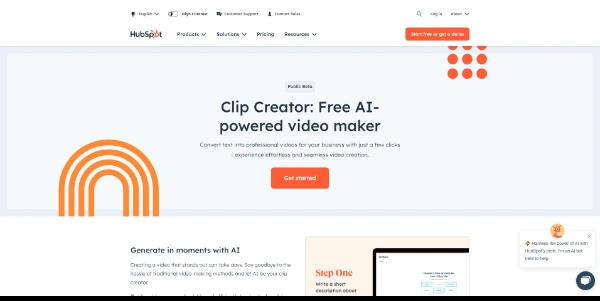 English
High Contrast
Customer Support
Contact Sales
Log in
About
HubSpot
Products
Solutions
Pricing
Resources
Start free or get a demo
Public Beta
Clip Creator: Free AI-
powered video maker
Convert text into professional videos for your business with just a few clicks
- experience effortless and seamless video creation.
Get started
Generate in moments with AI
Creating a video that stands out can take days. Say goodbye to the
hassle of traditional video-making methods and let AI be your clip
creator.
Step One
Write a short
description about
Harness the power of AI with
HubSpot's tools. I'm an AI bot
here to help